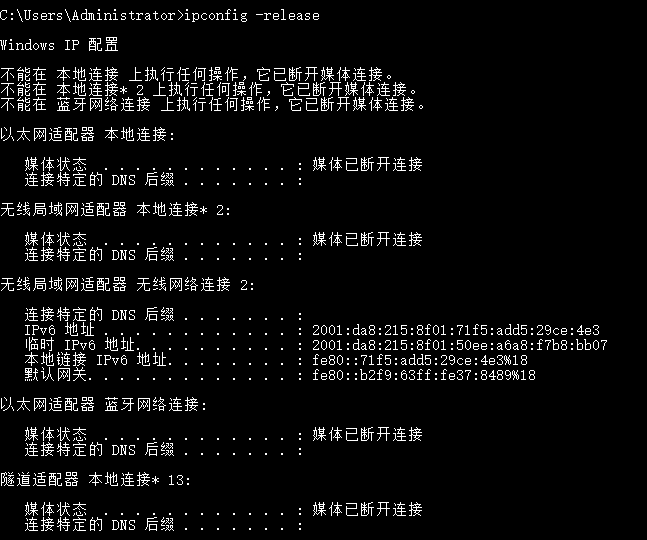 C:\Users\Administrator>ipconfig -release
Windows IP 配置
不能在 本地连接 上执行任何操作，它已断开媒体连接。
不能在 本地连接* 2 上执行任何操作，它已断开媒体连接。
不能在 蓝牙网络连接 上执行任何操作，它已断开媒体连接。
以太网适配器 本地连接:
媒体状态 . . . . . . . . . . . . : 媒体已断开连接
连接特定的 DNS 后缀 . . . . . . . :
无线局域网适配器 本地连接* 2:
媒体状态 . . . . . . . . . . . . : 媒体已断开连接
连接特定的 DNS 后缀 . . . . . . . :
无线局域网适配器 无线网络连接 2:
连接特定的 DNS 后缀 . . . . . . . :
IPv6 地址 . . . . . . . . . . . . : 2001:da8:215:8f01:71f5:add5:29ce:4e3
临时 IPv6 地址. . . . . . . . . . : 2001:da8:215:8f01:50ee:a6a8:f7b8:bb07
本地链接 IPv6 地址. . . . . . . . : fe80::71f5:add5:29ce:4e3%18
默认网关. . . . . . . . . . . . . : fe80::b2f9:63ff:fe37:8489%18
以太网适配器 蓝牙网络连接:
媒体状态 . . . . . . . . . . . . : 媒体已断开连接
连接特定的 DNS 后缀 . . . . . . . :
隧道适配器 本地连接* 13:
媒体状态 . . . . . . . . . . . . : 媒体已断开连接
连接特定的 DNS 后缀 . . . . . . . :